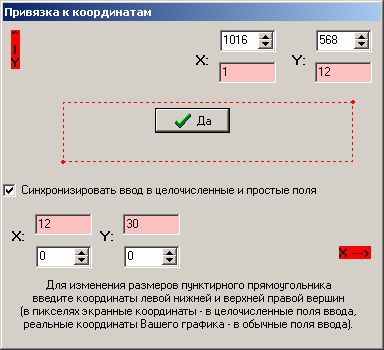 Привязка к координатам
<--- Y
X: 1016 Y: 568
1 12
Да
Синхронизировать ввод в целочисленные и простые поля
X: 12 Y: 30
0 0
X --->
Для изменения размеров пунктирного прямоугольника
введите координаты левой нижней и верхней правой вершин
(в пикселях экранные координаты - в целочисленные поля ввода,
реальные координаты Вашего графика - в обычные поля ввода).